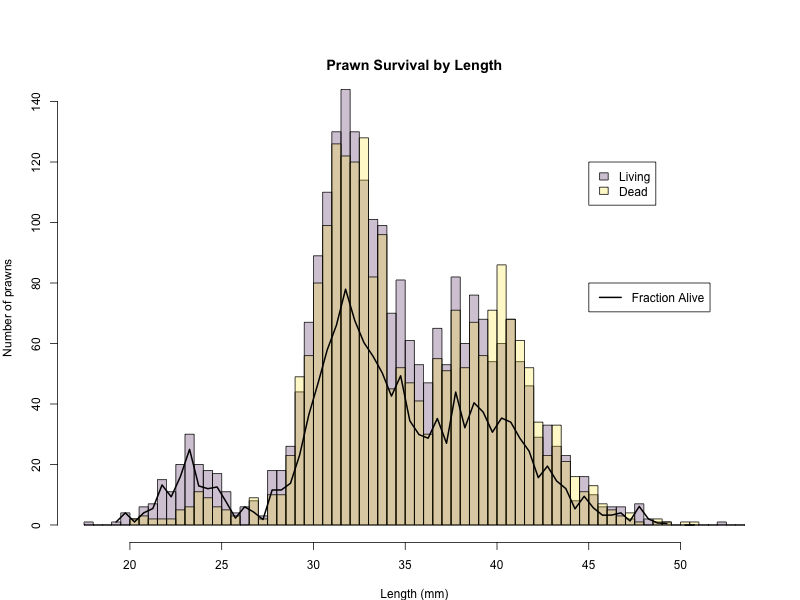 Prawn Survival by Length
Number of prawns
140
120
100
80
60
40
20
0
Living
Dead
Fraction Alive
20 25 30 35 40 45 50
Length (mm)